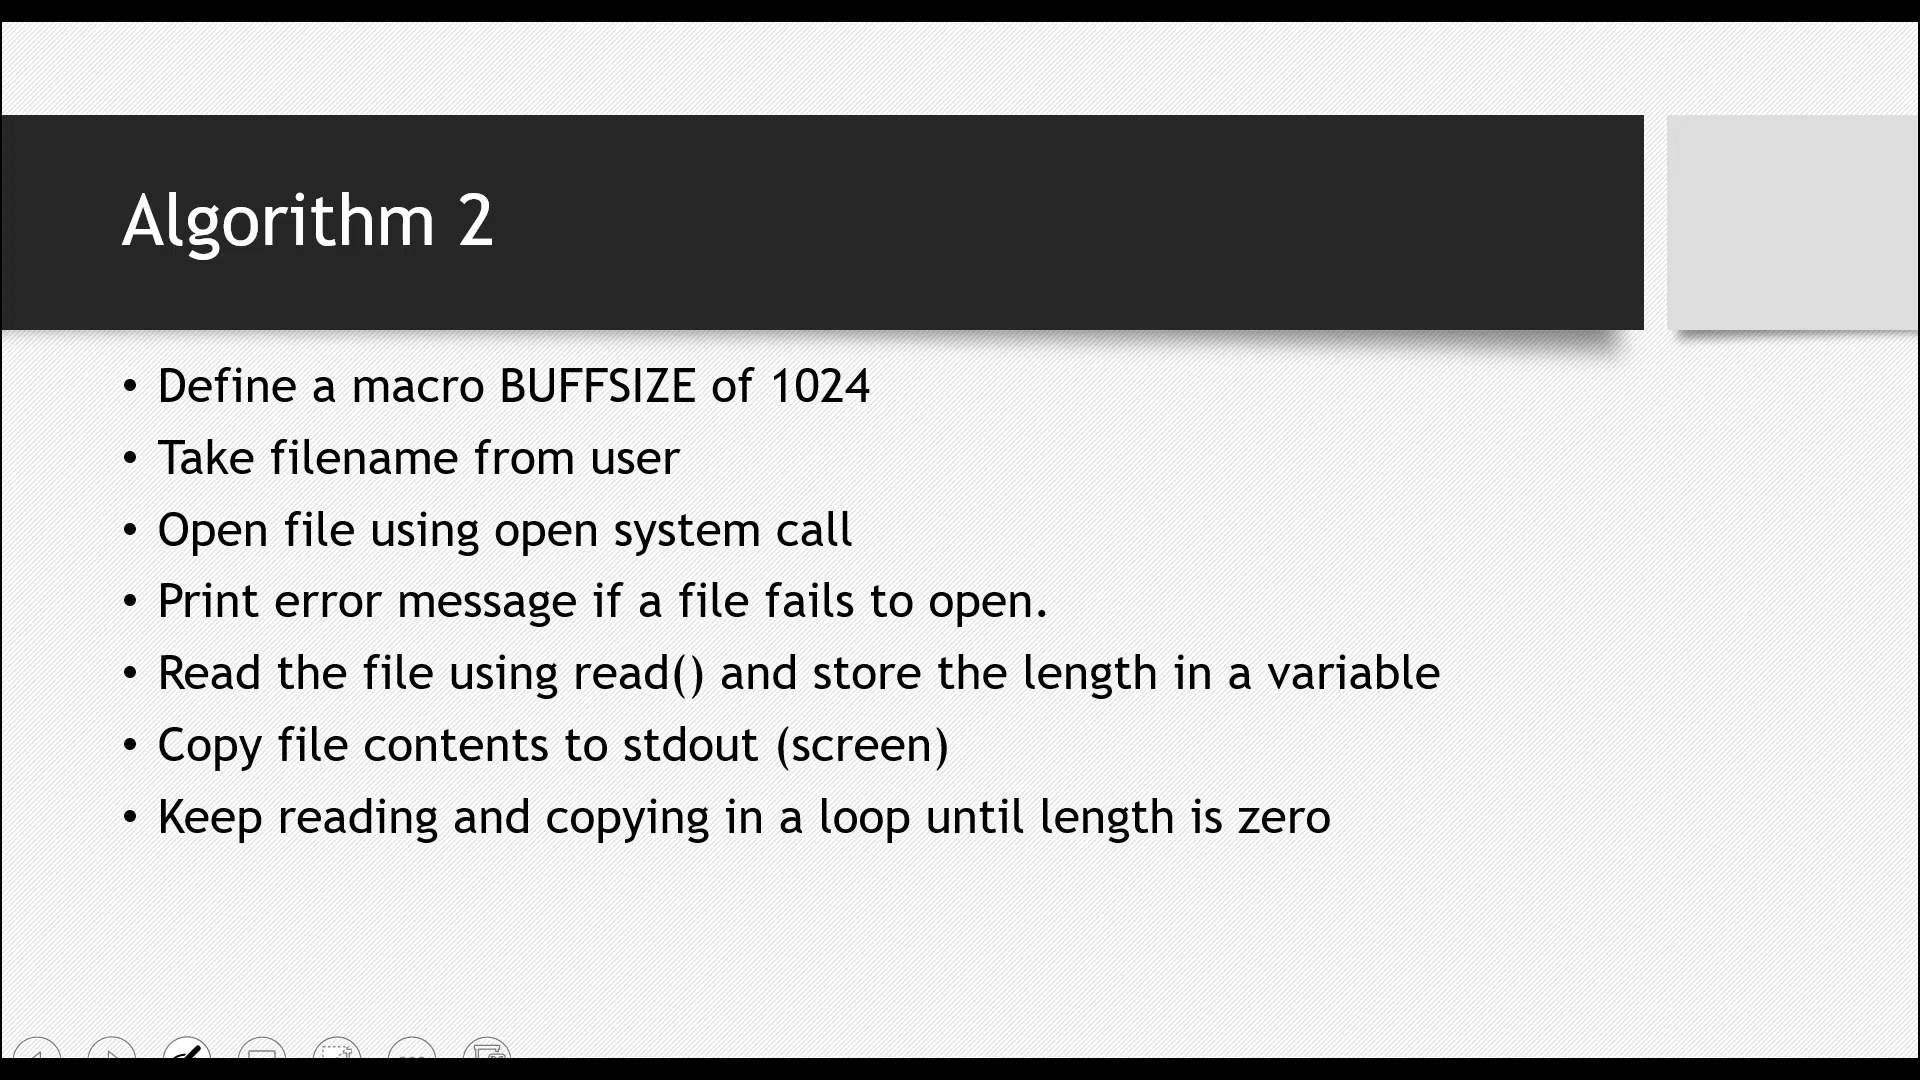 Algorithm 2
• Define a macro BUFFSIZE of 1024
• Take filename from user
• Open file using open system call
• Print error message if a file fails to open.
• Read the file using read() and store the length in a variable
• Copy file contents to stdout (screen)
• Keep reading and copying in a loop until length is zero